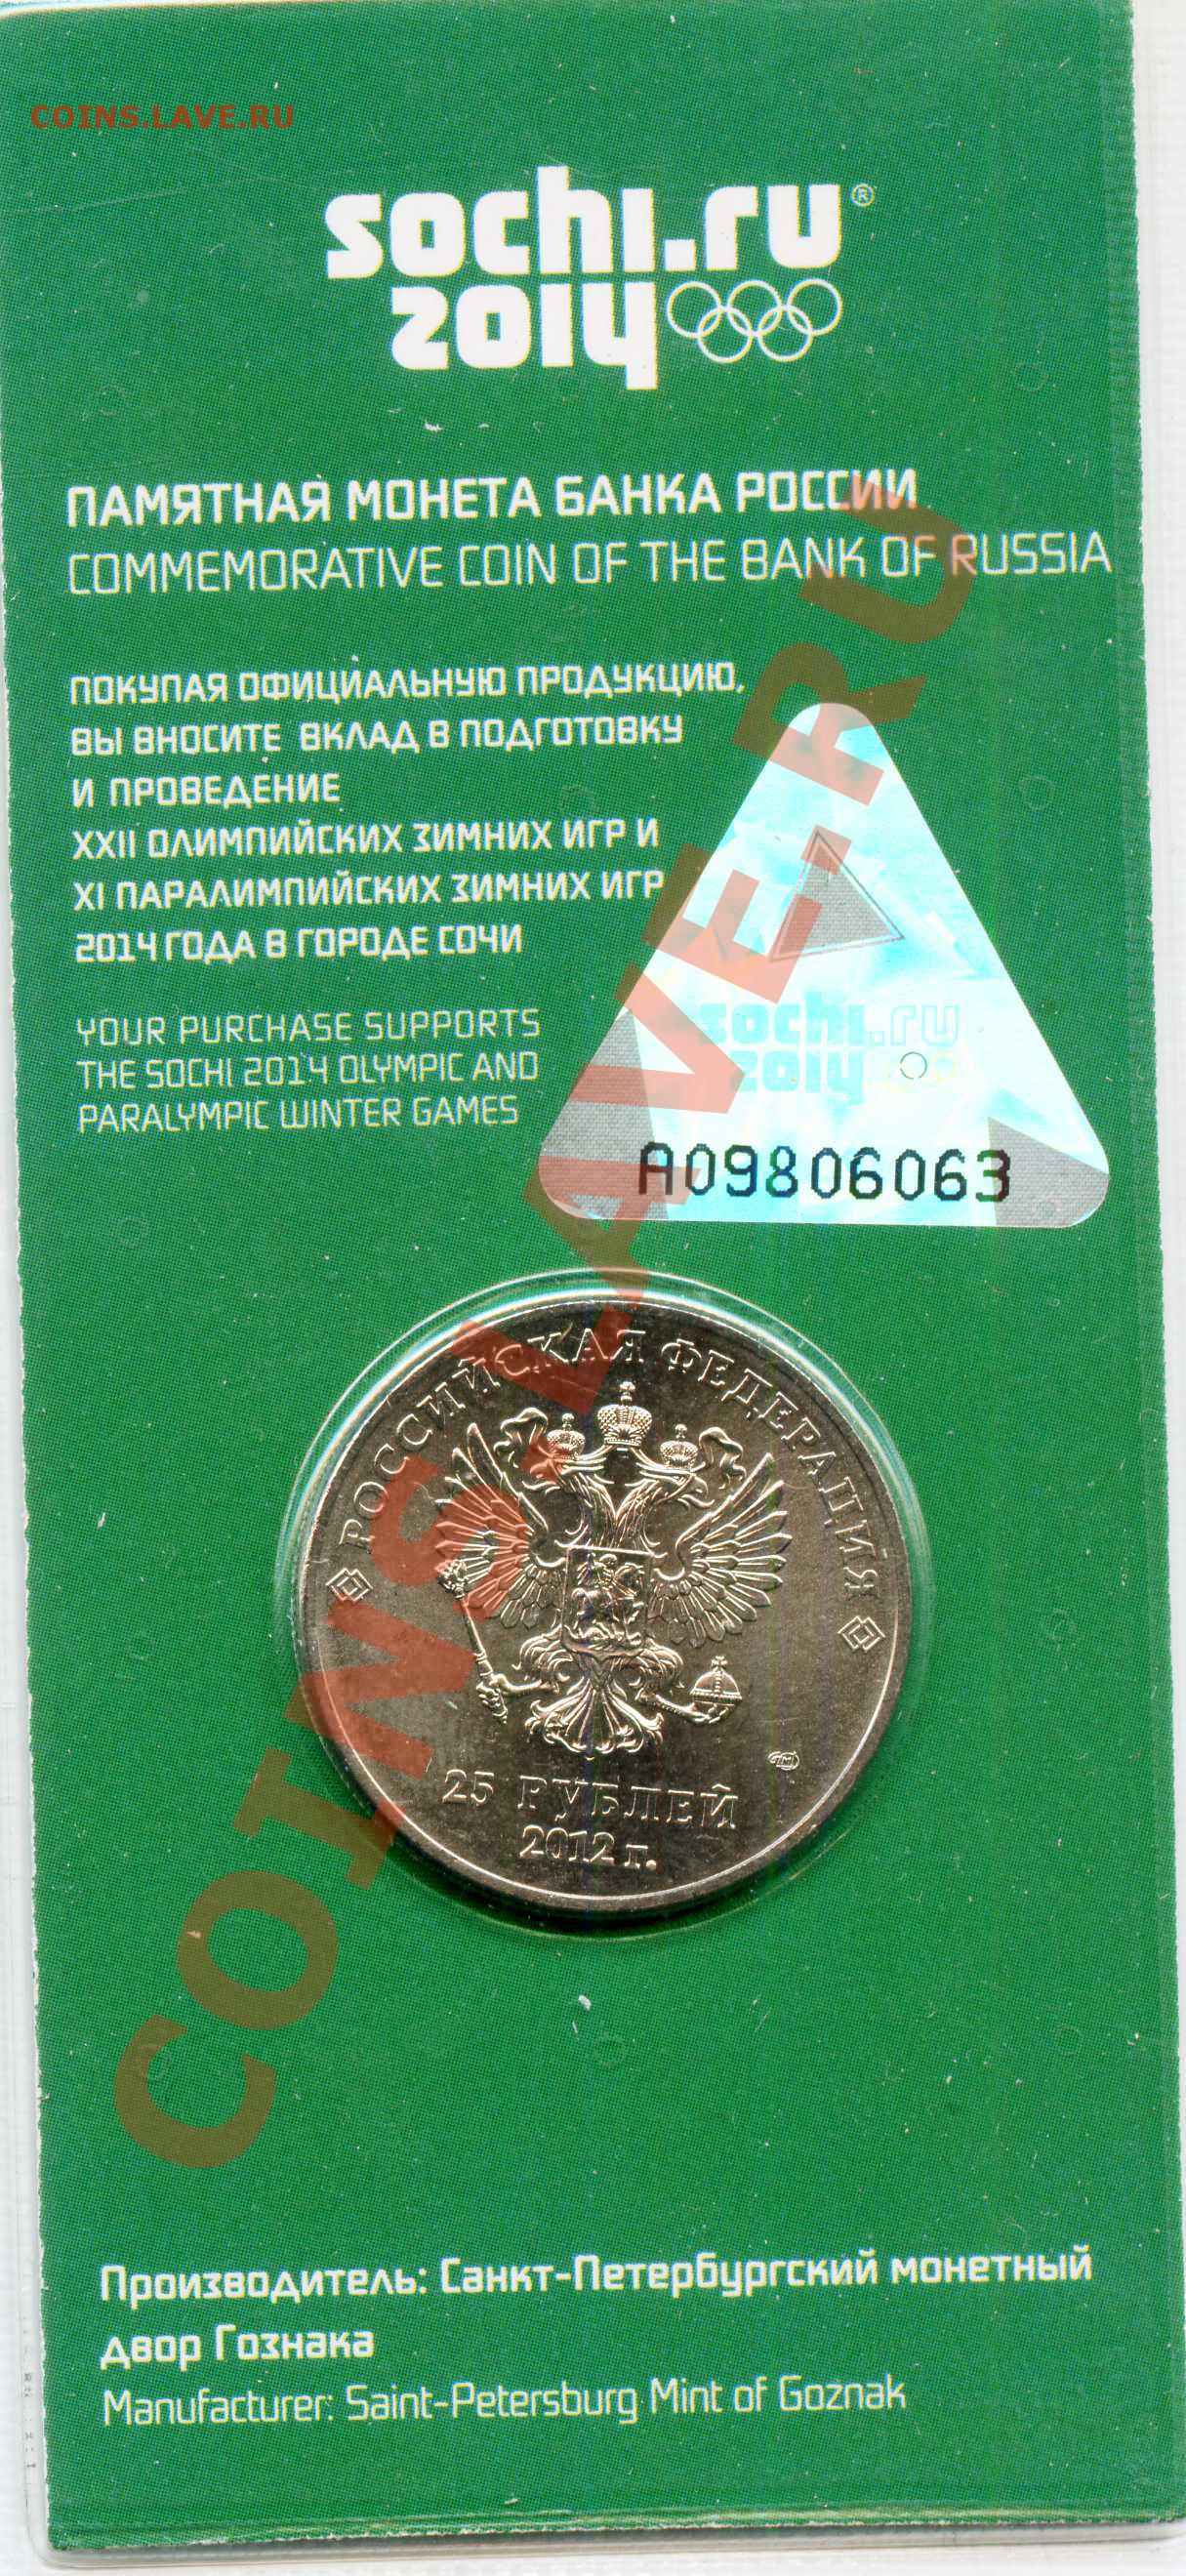 COINS.LAVE.RU
sochi.ru®
2014
ПАМЯТНАЯ МОНЕТА БАНКА РОССИИ
COMMEMORATIVE COIN OF THE BANK OF RUSSIA
ПОКУПАЯ ОФИЦИАЛЬНУЮ ПРОДУКЦИЮ,
ВЫ ВНОСИТЕ ВКЛАД В ПОДГОТОВКУ
И ПРОВЕДЕНИЕ
XXII ОЛИМПИЙСКИХ ЗИМНИХ ИГР И
XI ПАРАЛИМПИЙСКИХ ЗИМНИХ ИГР
2014 ГОДА В ГОРОДЕ СОЧИ
YOUR PURCHASE SUPPORTS
THE SOCHI 2014 OLYMPIC AND
PARALYMPIC WINTER GAMES
sochi.ru
2014
A09806063
COINS.LAVE.RU
РОССИЙСКАЯ ФЕДЕРАЦИЯ
25 РУБЛЕЙ
2012 г.
Производитель: Санкт-Петербургский монетный
двор Гознака
Manufacturer: Saint-Petersburg Mint of Goznak